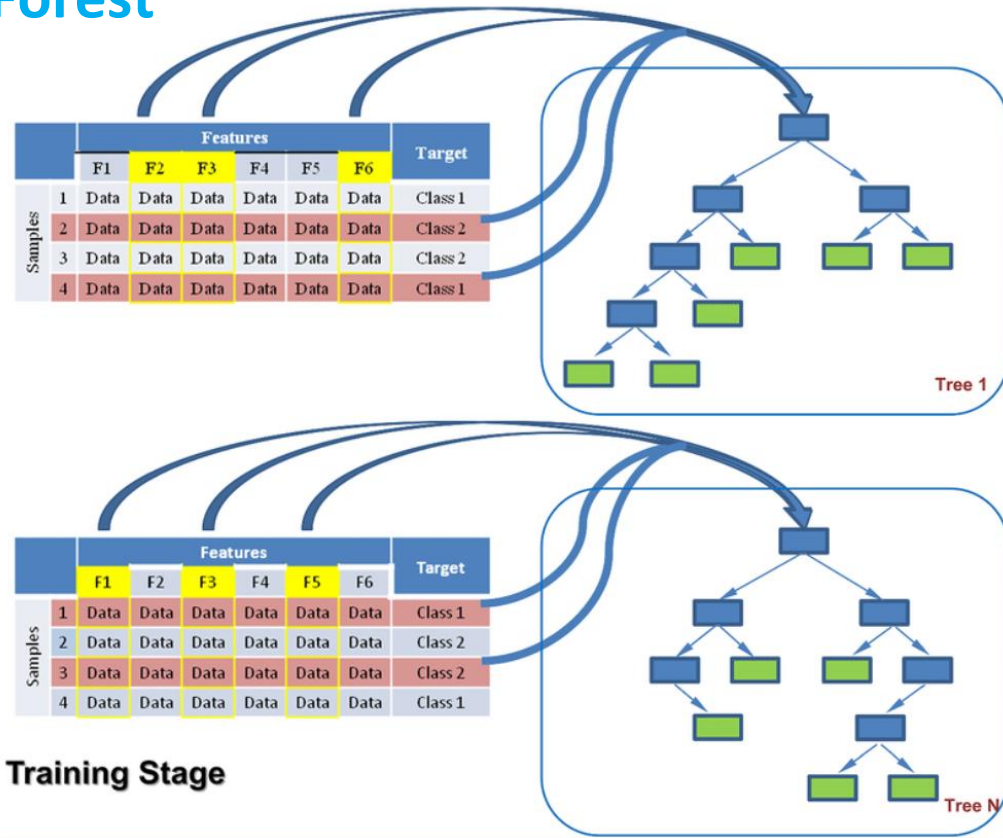 Forest
Features Target
F1 F2 F3 F4 F5 F6
Samples
1 Data Data Data Data Data Data Class 1
2 Data Data Data Data Data Data Class 2
3 Data Data Data Data Data Data Class 2
4 Data Data Data Data Data Data Class 1
Tree 1
Features Target
F1 F2 F3 F4 F5 F6
Samples
1 Data Data Data Data Data Data Class 1
2 Data Data Data Data Data Data Class 2
3 Data Data Data Data Data Data Class 2
4 Data Data Data Data Data Data Class 1
Training Stage
Tree N